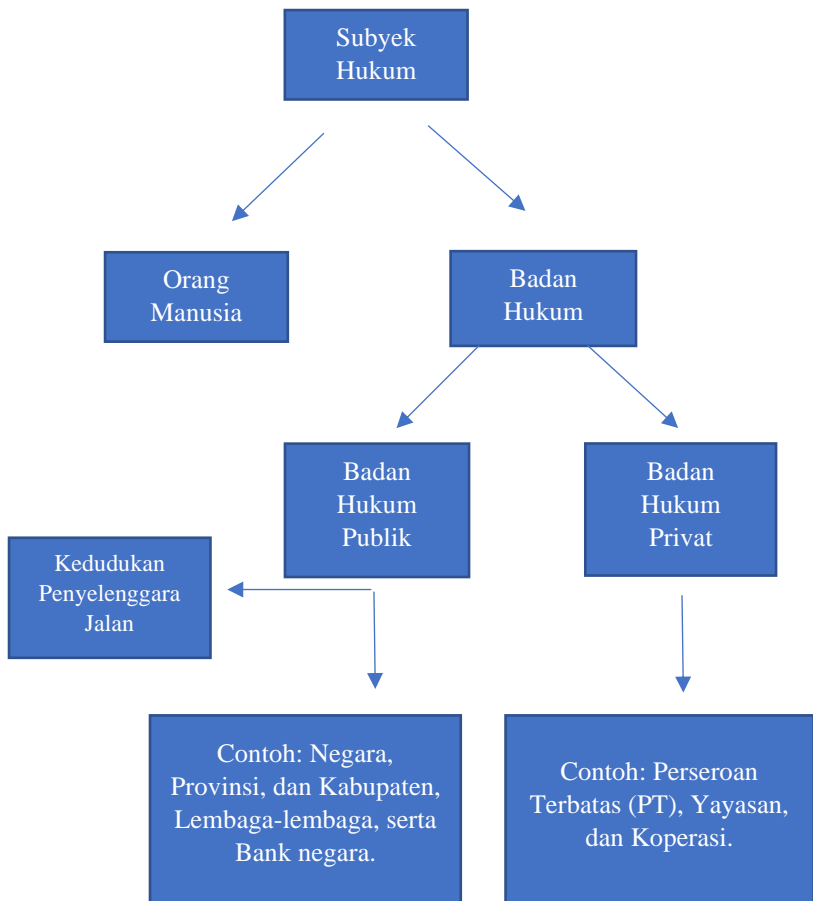 Subyek
Hukum
Orang
Manusia
Badan
Hukum
Badan
Hukum
Publik
Badan
Hukum
Privat
Kedudukan
Penyelenggara
Jalan
Contoh: Negara,
Provinsi, dan Kabupaten,
Lembaga-lembaga, serta
Bank negara.
Contoh: Perseroan
Terbatas (PT), Yayasan,
dan Koperasi.